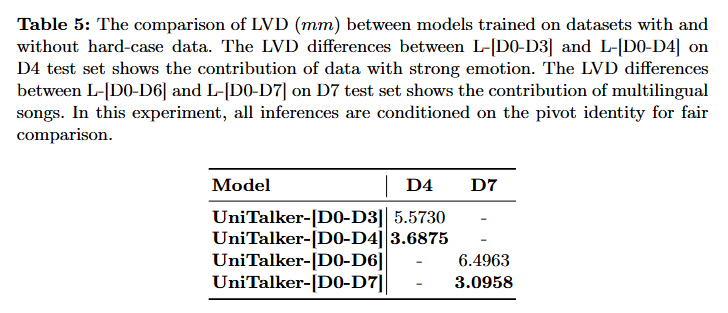 Table 5: The comparison of LVD (mm) between models trained on datasets with and
without hard-case data. The LVD differences between L-[D0-D3] and L-[D0-D4] on
D4 test set shows the contribution of data with strong emotion. The LVD differences
between L-[D0-D6] and L-[D0-D7] on D7 test set shows the contribution of multilingual
songs. In this experiment, all inferences are conditioned on the pivot identity for fair
comparison.
Model D4 D7
UniTalker-[D0-D3] 5.5730 -
UniTalker-[D0-D4] 3.6875 -
UniTalker-[D0-D6] - 6.4963
UniTalker-[D0-D7] - 3.0958